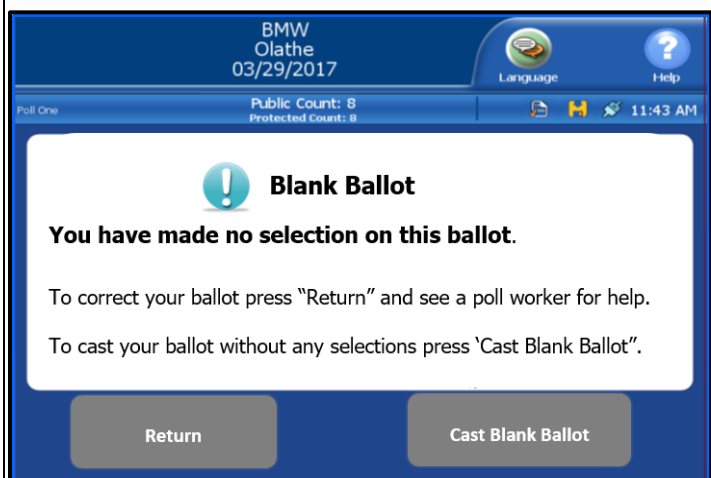 BMW
Olathe
03/29/2017
Language
Help
Poll One
Public Count: 8
Protected Count: 8
11:43 AM
Blank Ballot
You have made no selection on this ballot.
To correct your ballot press “Return” and see a poll worker for help.
To cast your ballot without any selections press ‘Cast Blank Ballot”.
Return
Cast Blank Ballot